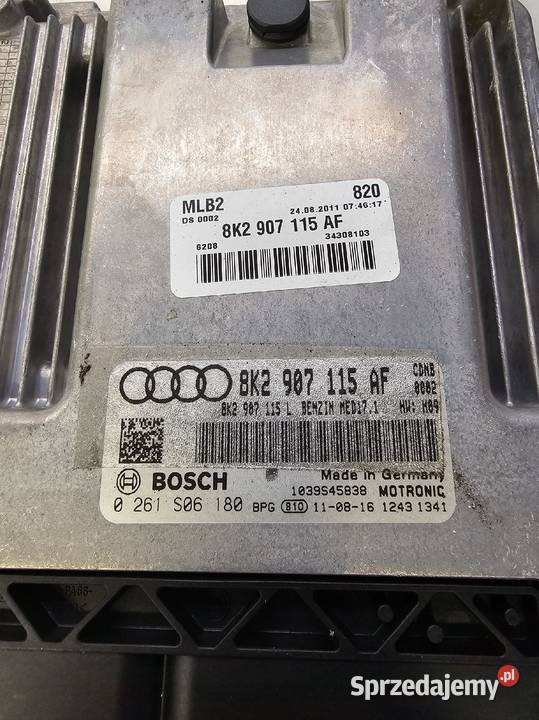 MLB2 820
DS 0002 24.08.2011 07:46:17
8K2 907 115 AF
6208 34308103
8K2 907 115 AF CDNB
8K2 907 115 L BENZIN MED17.1 0002
HW: H09
BOSCH Made in Germany
1039S45838 MOTRONIC
0 261 S06 180 BPG 810 11-08-16 1243 1341
Sprzedajemy.pl